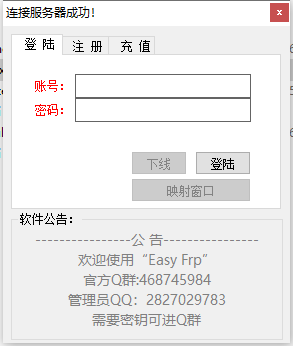 连接服务器成功！
x
登 陆
注 册
充 值
账号：
密码：
下线
登陆
映射窗口
软件公告：
-----------------公 告-----------------
欢迎使用“Easy Frp”
官方Q群:468745984
管理员QQ：2827029783
需要密钥可进Q群